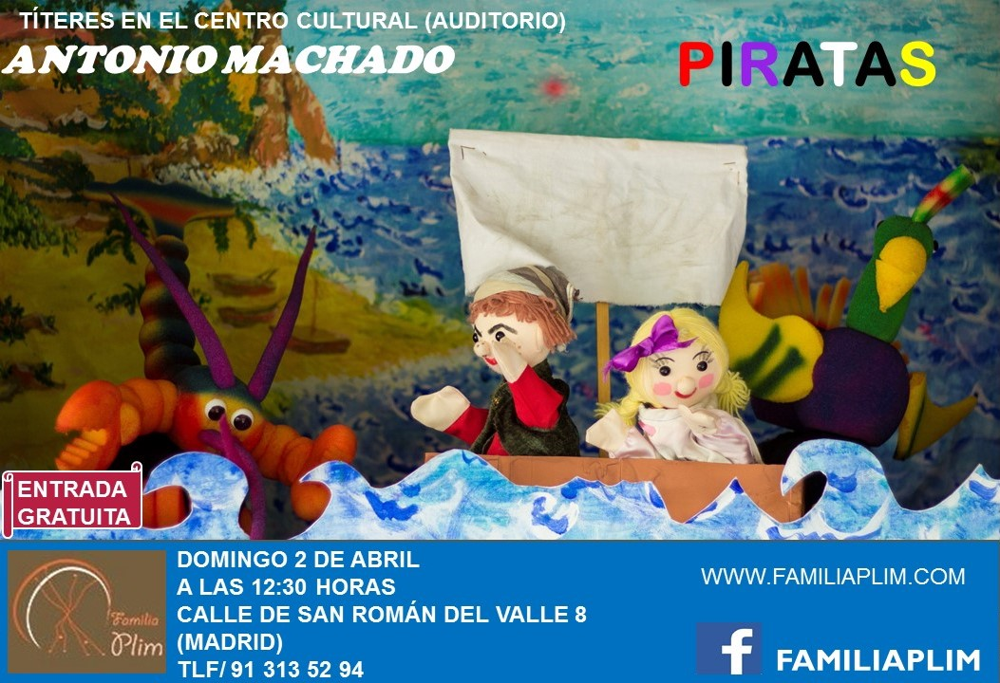 TÍTERES EN EL CENTRO CULTURAL (AUDITORIO)
ANTONIO MACHADO
PIRATAS
ENTRADA
GRATUITA
Familia
Plim
DOMINGO 2 DE ABRIL
A LAS 12:30 HORAS
CALLE DE SAN ROMÁN DEL VALLE 8
(MADRID)
TLF/ 91 313 52 94
WWW.FAMILIAPLIM.COM
f FAMILIAPLIM